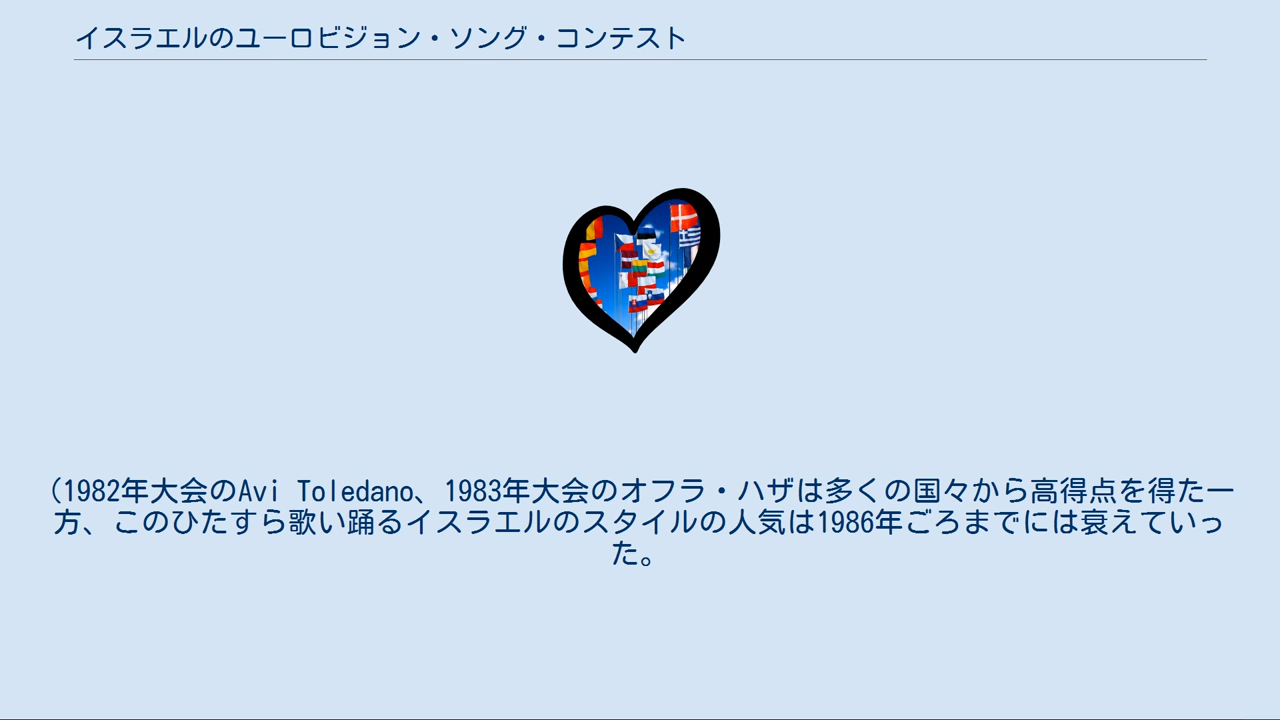 イスラエルのユーロビジョン・ソング・コンテスト
(1982年大会のAvi Toledano、1983年大会のオフラ・ハザは多くの国々から高得点を得た一
方、このひたすら歌い踊るイスラエルのスタイルの人気は1986年ごろまでには衰えていっ
た。